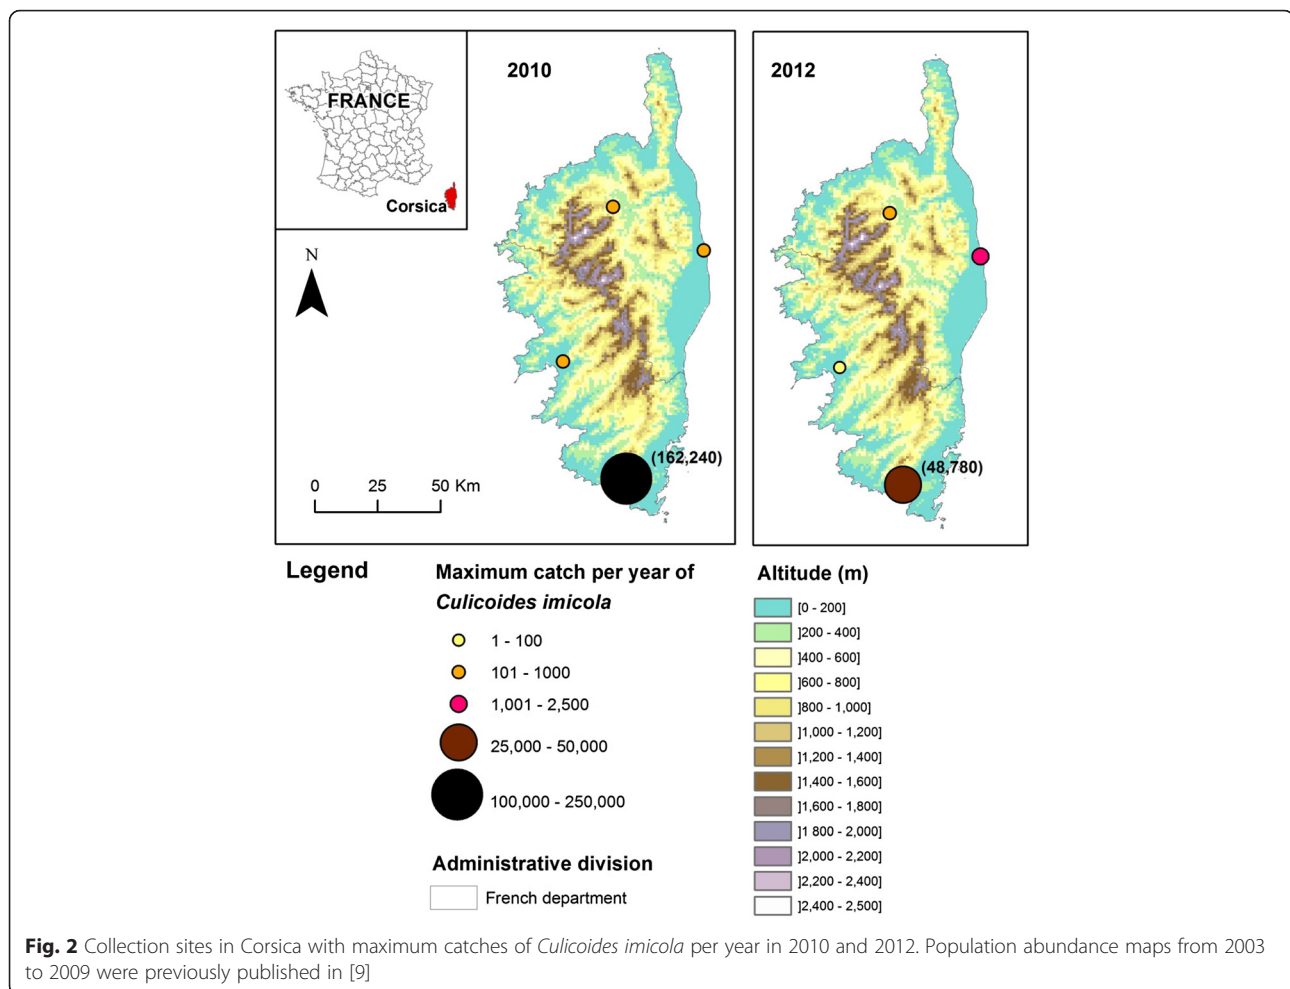 FRANCE
Corsica
N
0 25 50 Km
2010
(162,240)
2012
(48,780)
Legend
Maximum catch per year of
Culicoides imicola
1 - 100
101 - 1000
1,001 - 2,500
25,000 - 50,000
100,000 - 250,000
Administrative division
French department
Altitude (m)
[0 - 200]
]200 - 400]
]400 - 600]
]600 - 800]
]800 - 1,000]
]1,000 - 1,200]
]1,200 - 1,400]
]1,400 - 1,600]
]1,600 - 1,800]
]1 800 - 2,000]
]2,000 - 2,200]
]2,200 - 2,400]
]2,400 - 2,500]
Fig. 2 Collection sites in Corsica with maximum catches of Culicoides imicola per year in 2010 and 2012. Population abundance maps from 2003
to 2009 were previously published in [9]